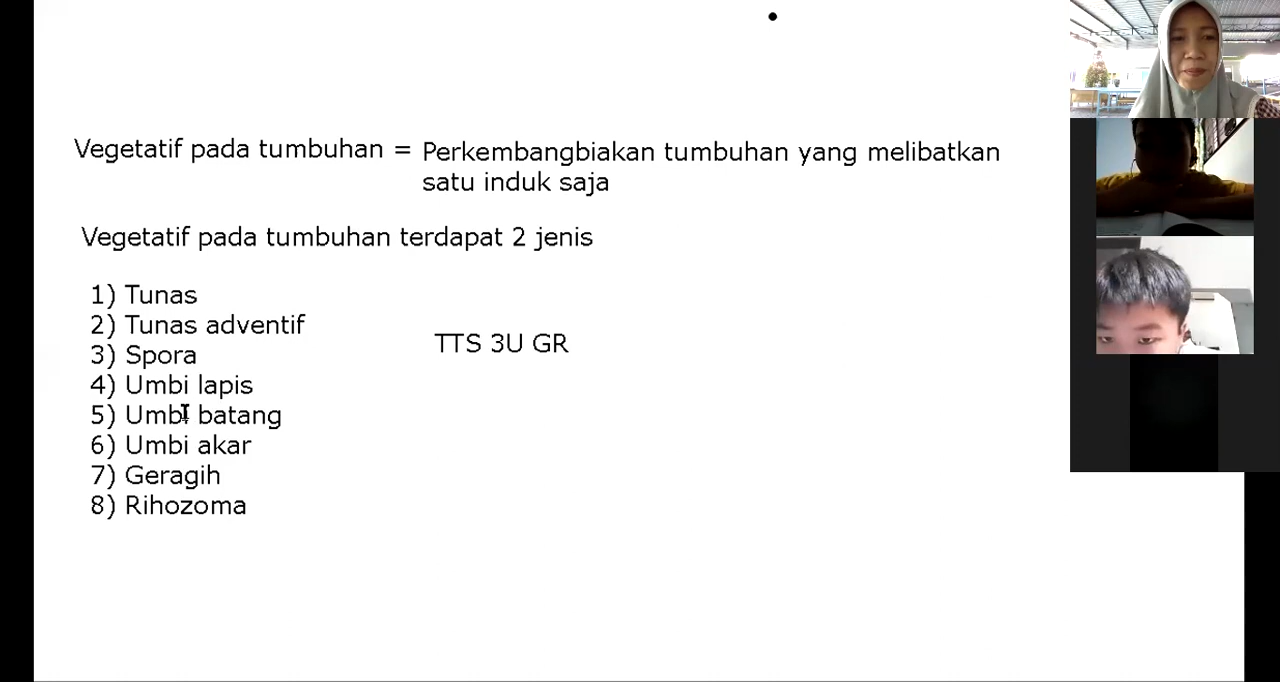 Vegetatif pada tumbuhan = Perkembangbiakan tumbuhan yang melibatkan
satu induk saja
Vegetatif pada tumbuhan terdapat 2 jenis
1) Tunas
2) Tunas adventif
3) Spora
4) Umbi lapis
5) Umbi batang
6) Umbi akar
7) Geragih
8) Rihozoma
TTS 3U GR